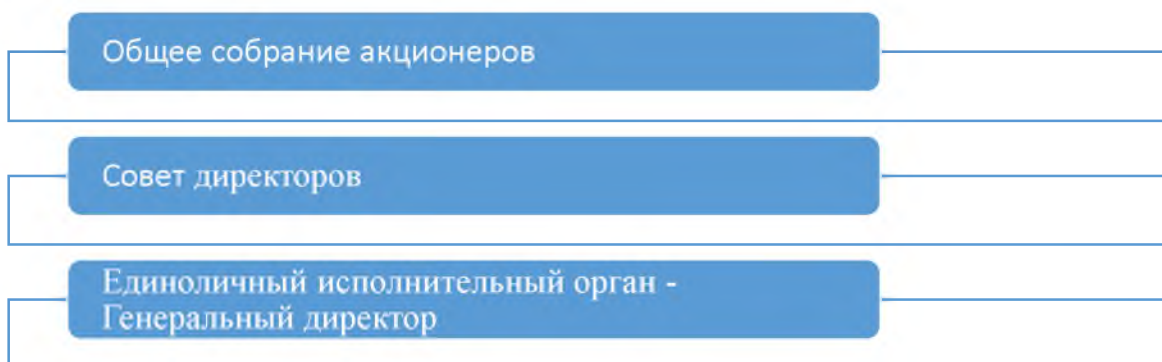 Общее собрание акционеров
Совет директоров
Единоличный исполнительный орган -
Генеральный директор